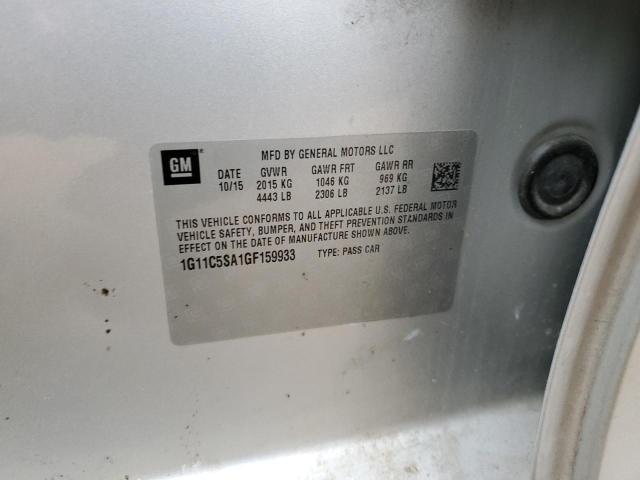 GM
MFD BY GENERAL MOTORS LLC
DATE GVWR GAWR FRT GAWR RR
10/15 2015 KG 1046 KG 969 KG
4443 LB 2306 LB 2137 LB
THIS VEHICLE CONFORMS TO ALL APPLICABLE U.S. FEDERAL MOTOR
VEHICLE SAFETY, BUMPER, AND THEFT PREVENTION STANDARDS IN
EFFECT ON THE DATE OF MANUFACTURE SHOWN ABOVE.
1G11C5SA1GF159933 TYPE: PASS CAR